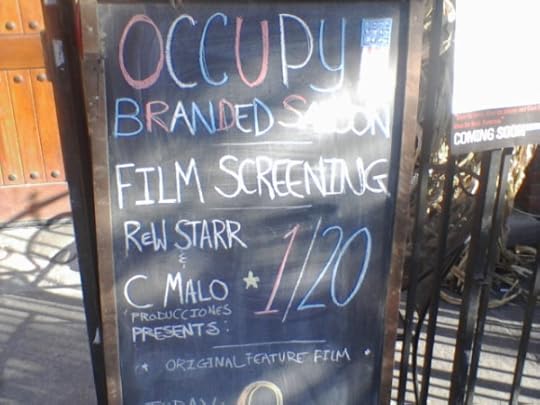 OCCUPY
BRANDED SALOON
FILM SCREENING
REW STARR
&
C MALO * 1/20
PRODUCCIONES
PRESENTS:
* ORIGINAL FEATURE FILM *
COMING SOON